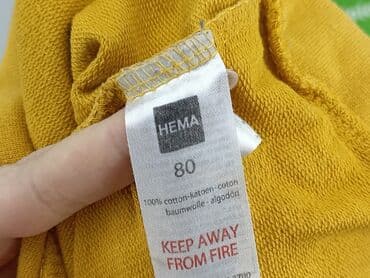 HEMA
80
100% cotton-katoen-coton
baumwolle - algodón
KEEP AWAY
FROM FIRE